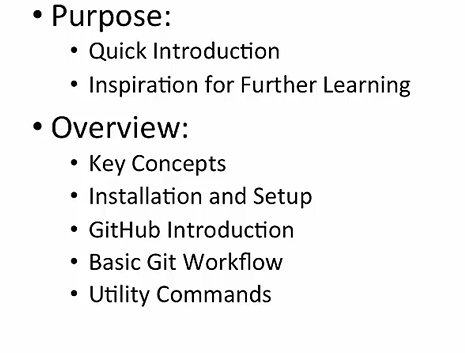 • Purpose:
• Quick Introduction
• Inspiration for Further Learning
• Overview:
• Key Concepts
• Installation and Setup
• GitHub Introduction
• Basic Git Workflow
• Utility Commands